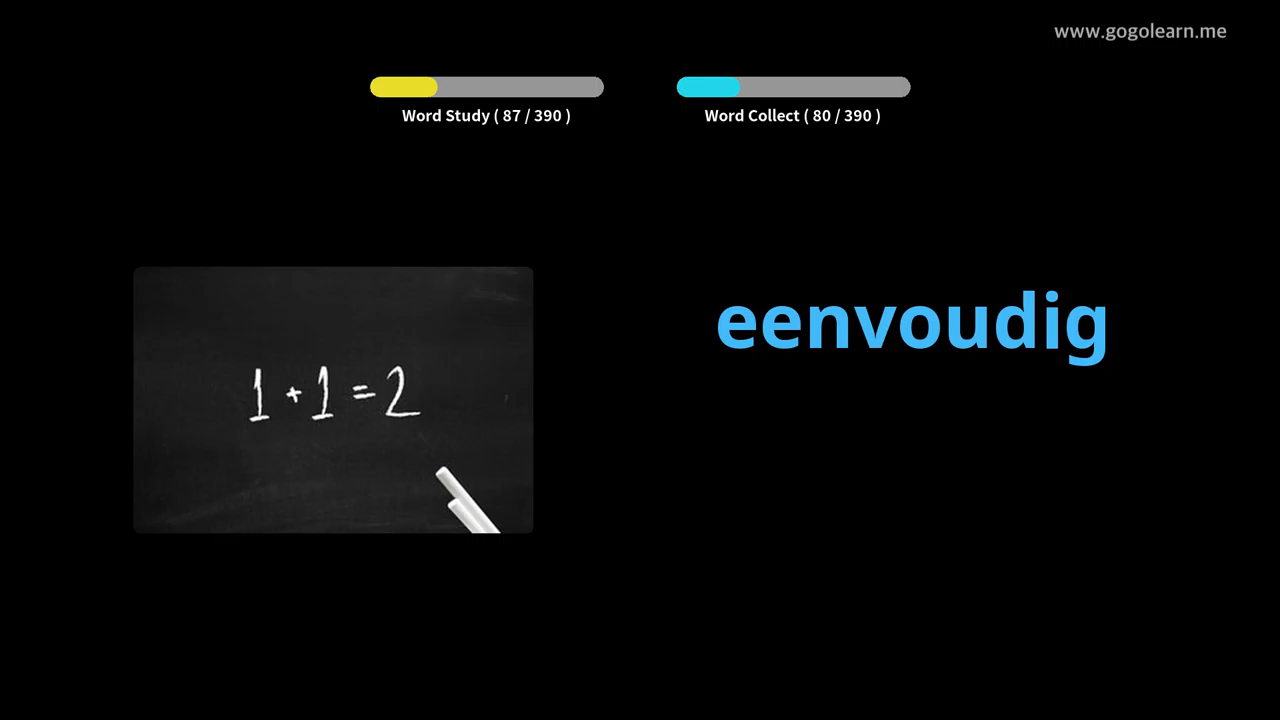 www.gogolearn.me
Word Study ( 87 / 390 )
Word Collect ( 80 / 390 )
eenvoudig
1 + 1 = 2